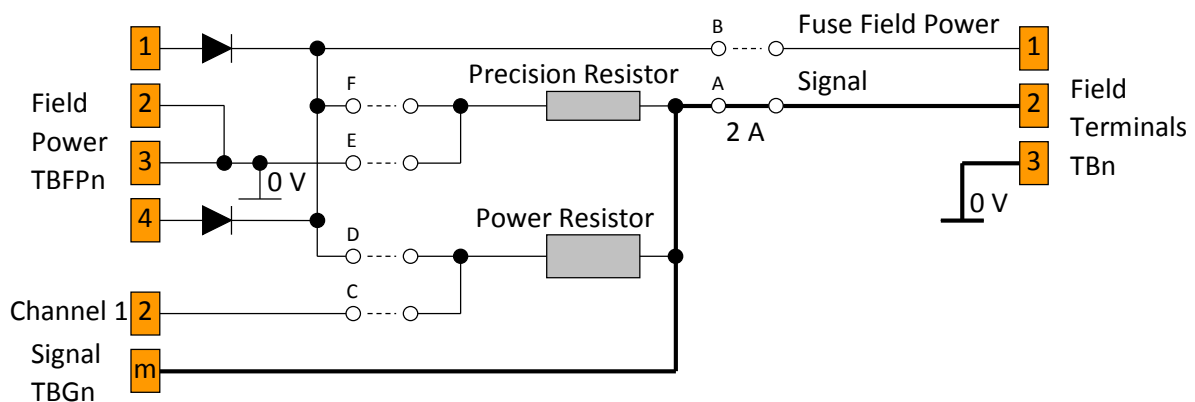 1
B
Fuse Field Power
1
Precision Resistor
Field
2
F
A
Signal
2
Field
Power
2 A
Terminals
TBFPn
3
E
3
TBn
0 V
0 V
4
Power Resistor
D
Channel 1
2
C
Signal
m
TBGn